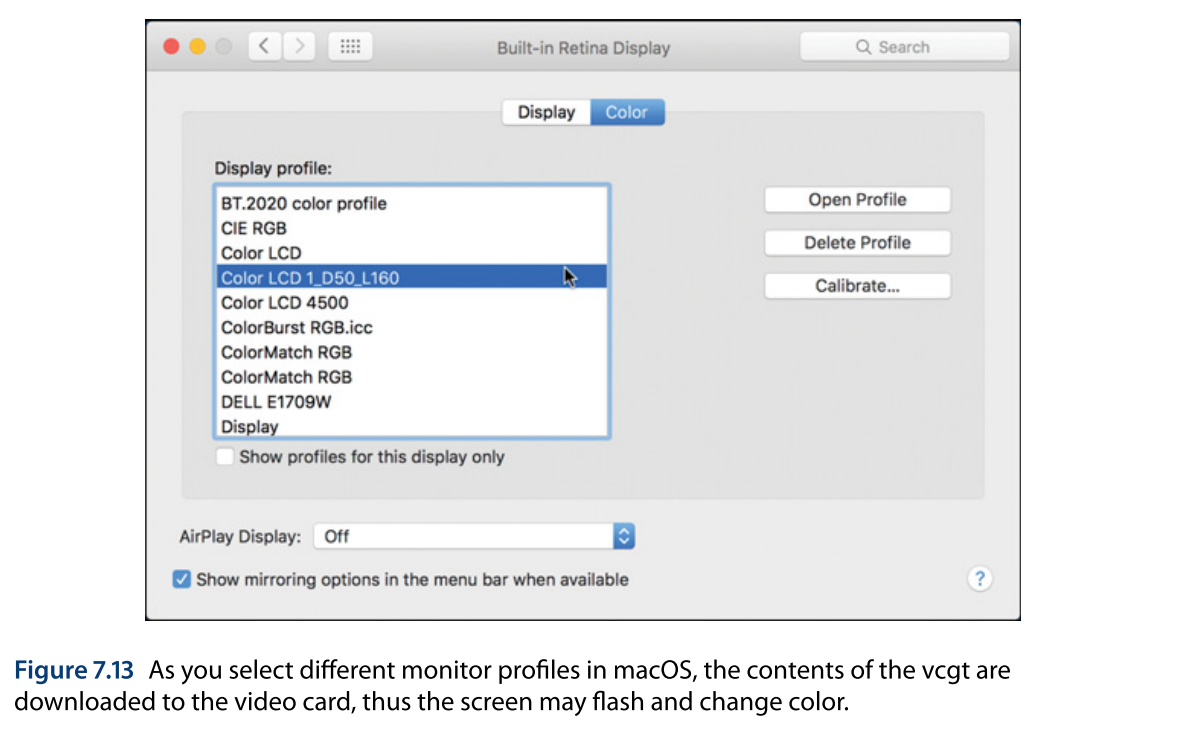 Built-in Retina Display
Search
Display Color
Display profile:
BT.2020 color profile
CIE RGB
Color LCD
Color LCD 1_D50_L160
Color LCD 4500
ColorBurst RGB.icc
ColorMatch RGB
ColorMatch RGB
DELL E1709W
Display
Open Profile
Delete Profile
Calibrate...
Show profiles for this display only
AirPlay Display: Off
Show mirroring options in the menu bar when available
?
Figure 7.13 As you select different monitor profiles in macOS, the contents of the vcgt are
downloaded to the video card, thus the screen may flash and change color.